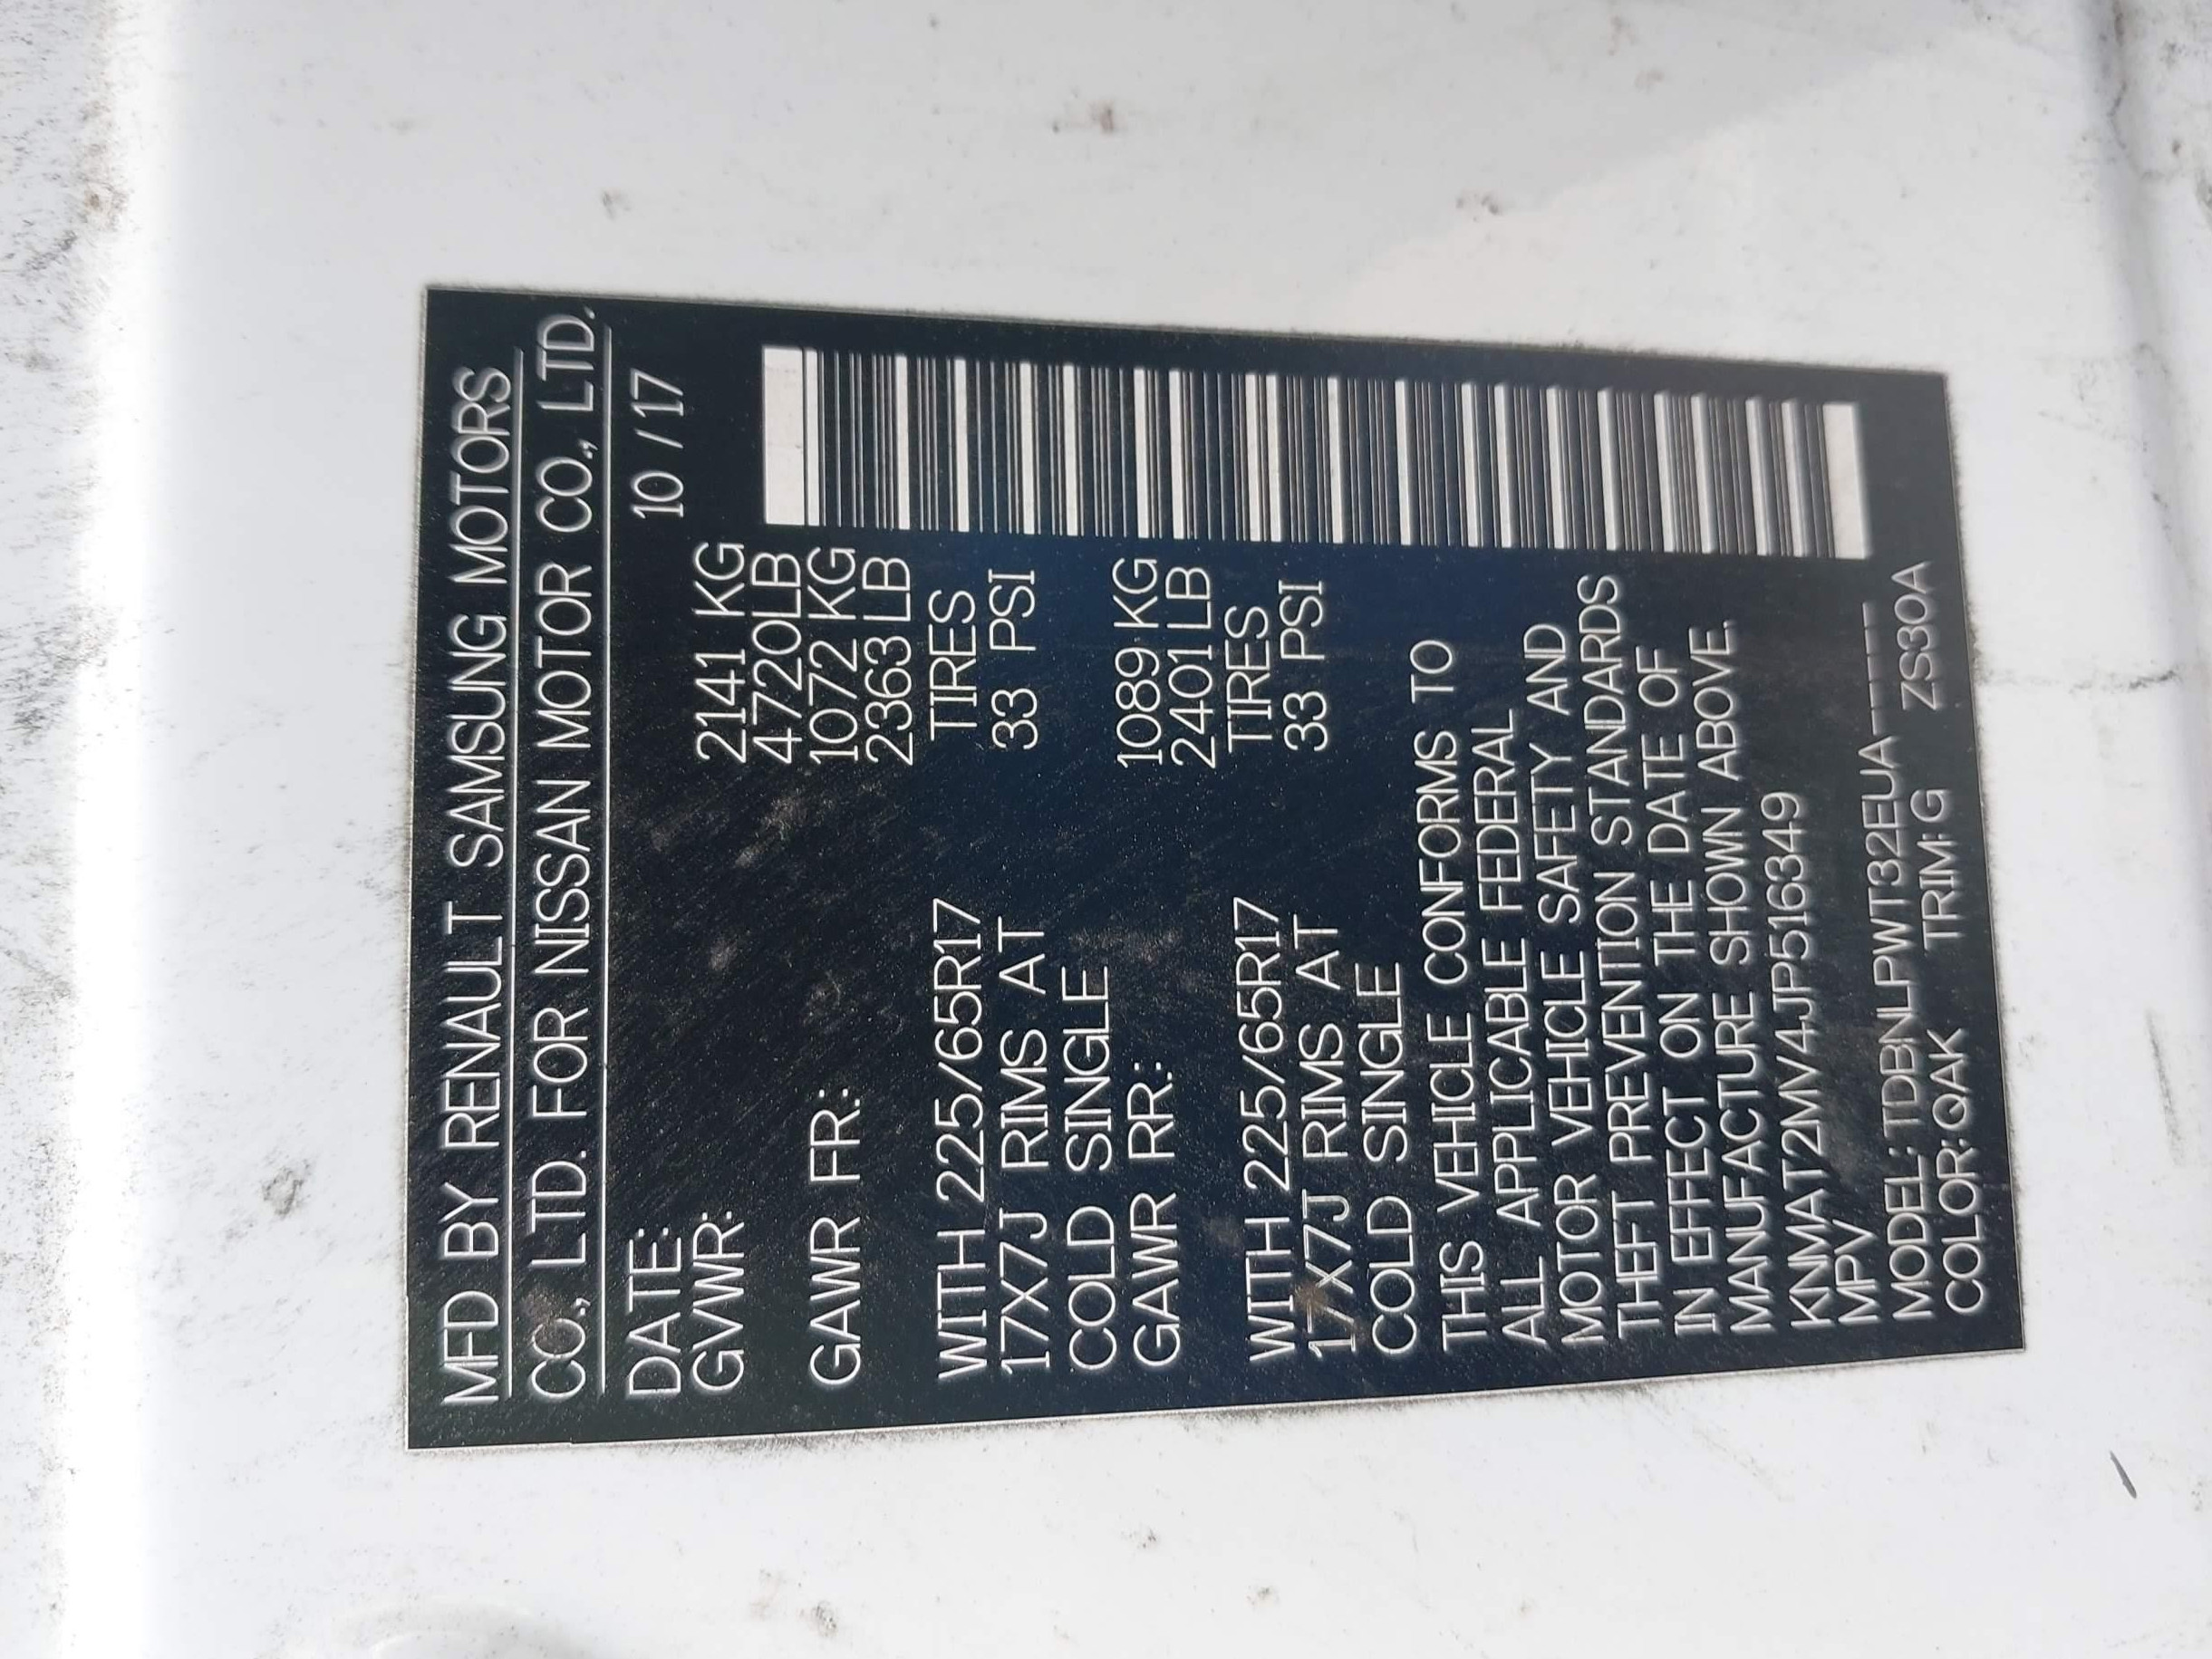 MFD BY RENAULT SAMSUNG MOTORS
CO., LTD. FOR NISSAN MOTOR CO., LTD.
DATE: 10 / 17
GVWR: 2141 KG
4720LB
GAWR FR: 1072 KG
2363 LB
WITH 225/65R17 TIRES
17X7J RIMS AT 33 PSI
COLD SINGLE
GAWR RR: 1089 KG
2401 LB
WITH 225/65R17 TIRES
17X7J RIMS AT 33 PSI
COLD SINGLE
THIS VEHICLE CONFORMS TO
ALL APPLICABLE FEDERAL
MOTOR VEHICLE SAFETY AND
THEFT PREVENTION STANDARDS
IN EFFECT ON THE DATE OF
MANUFACTURE SHOWN ABOVE.
KNMAT2MV4JP516349
MPV
MODEL: TDBNLPWT32EUA-----
COLOR: QAK TRIM: G ZS30A